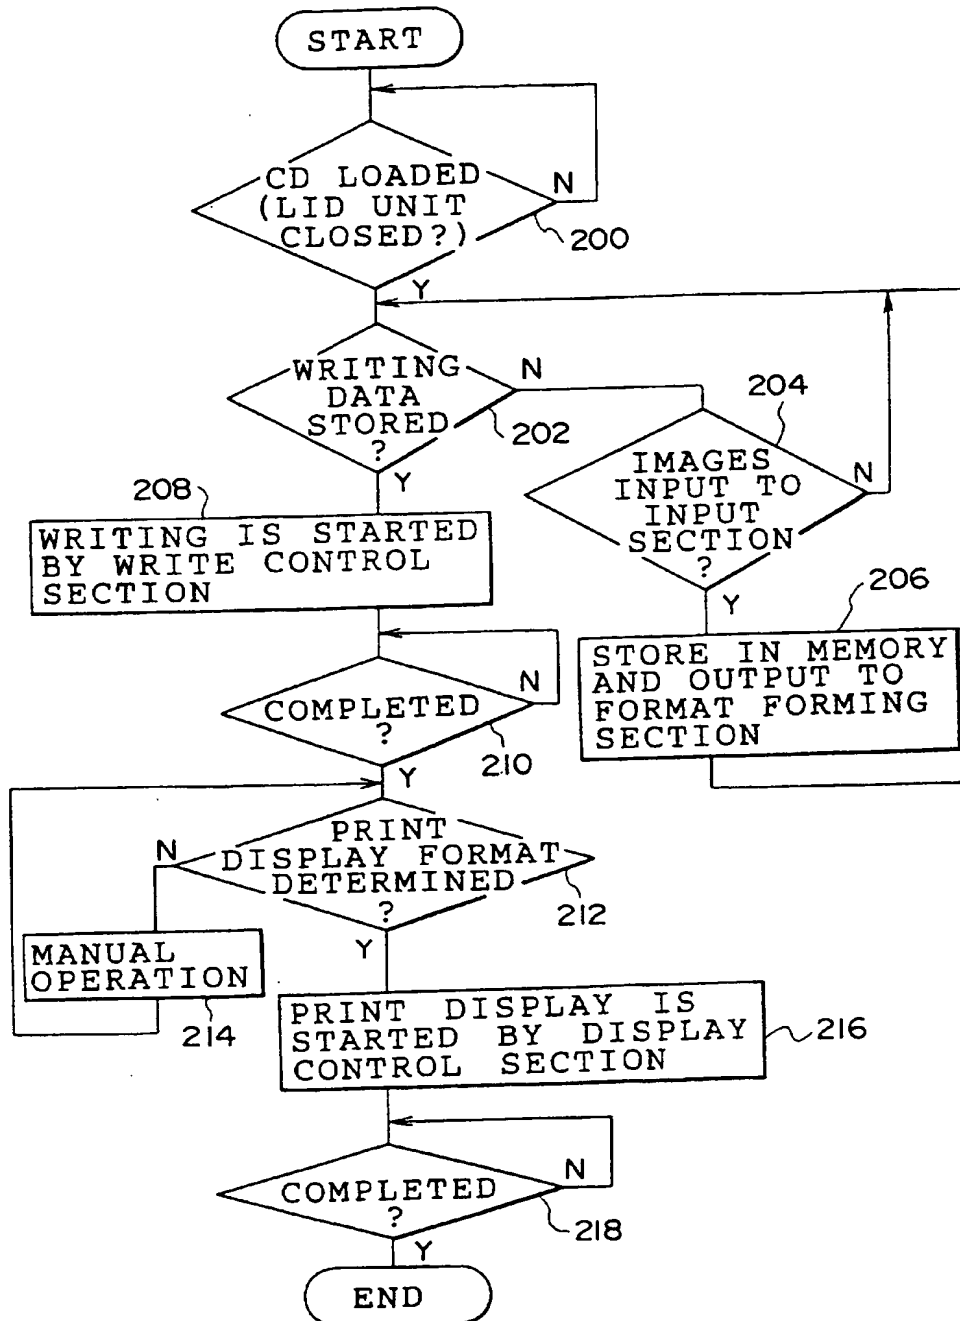 START
CD LOADED
(LID UNIT
CLOSED?)
N
200
Y
WRITING
DATA
STORED
?
N
202
Y
204
IMAGES
INPUT TO
INPUT
SECTION
?
N
Y
206
STORE IN MEMORY
AND OUTPUT TO
FORMAT FORMING
SECTION
208
WRITING IS STARTED
BY WRITE CONTROL
SECTION
COMPLETED
?
N
210
Y
PRINT
DISPLAY FORMAT
DETERMINED
?
N
212
Y
MANUAL
OPERATION
214
PRINT DISPLAY IS
STARTED BY DISPLAY
CONTROL SECTION
216
COMPLETED
?
N
218
Y
END